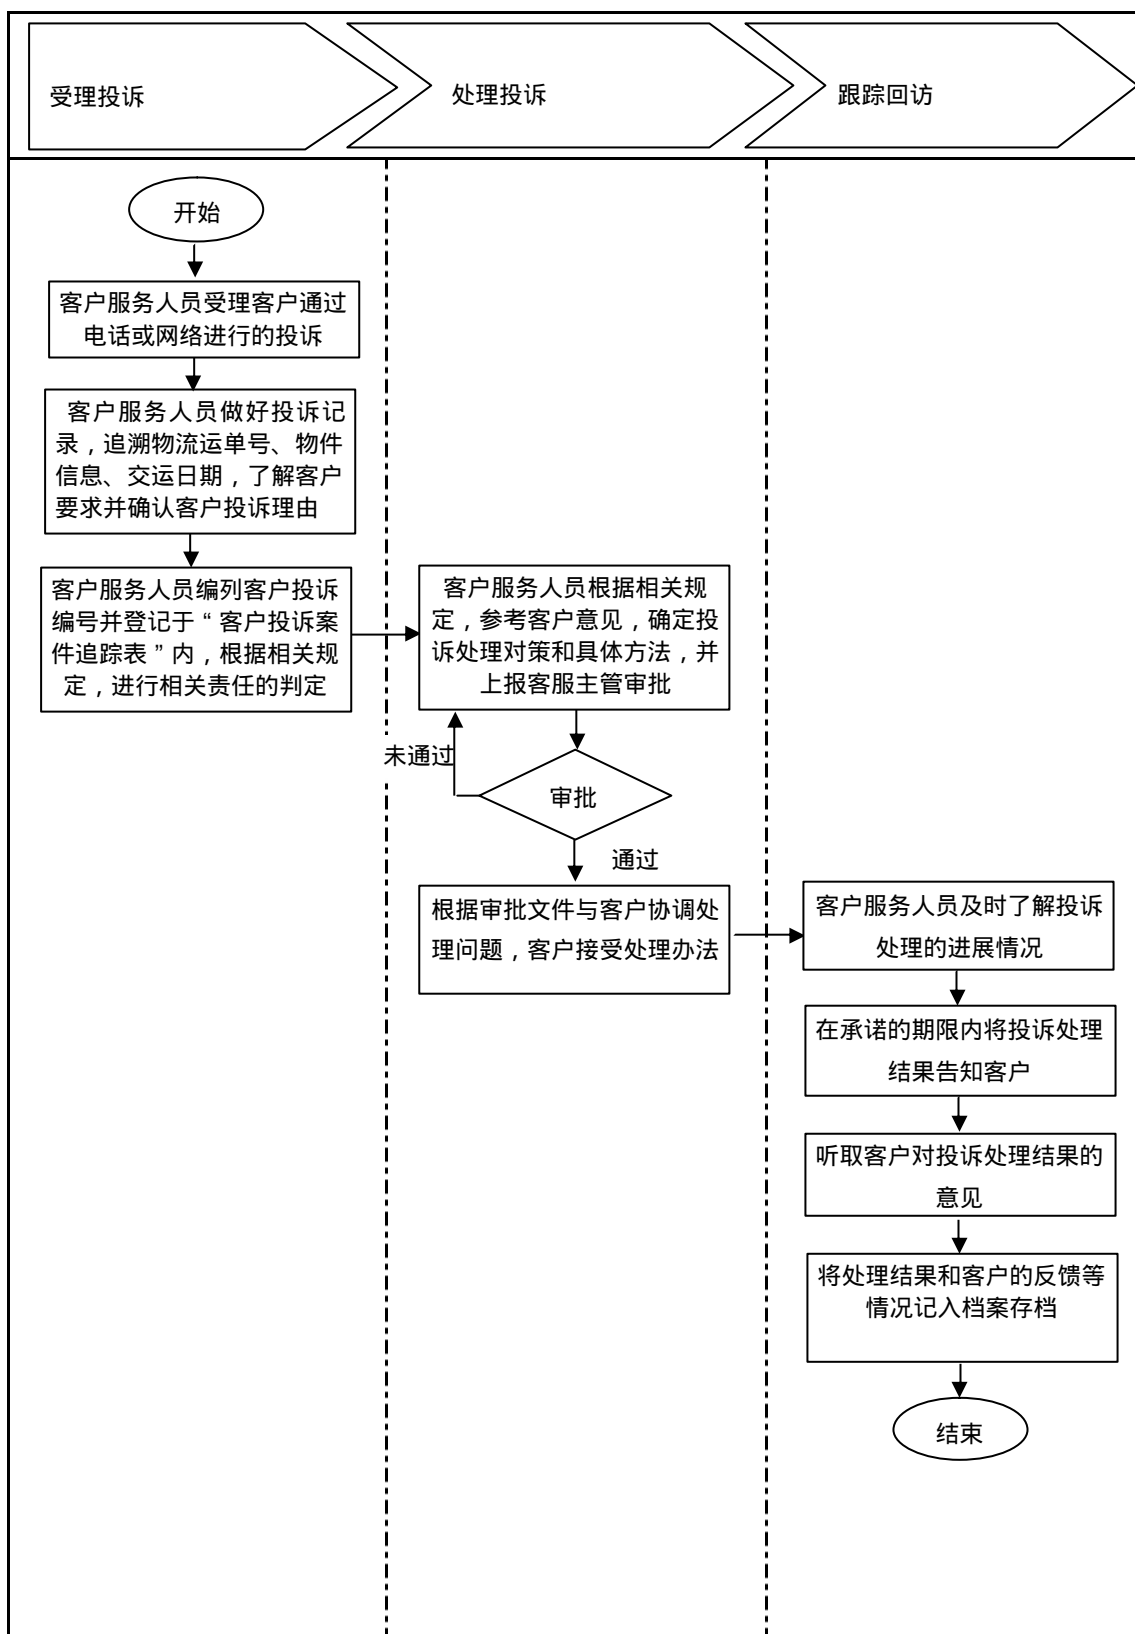 受理投诉
处理投诉
跟踪回访
开始
客户服务人员受理客户通过
电话或网络进行的投诉
客户服务人员做好投诉记
录，追溯物流运单号、物件
信息、交运日期，了解客户
要求并确认客户投诉理由
客户服务人员编列客户投诉
编号并登记于“客户投诉案
件追踪表”内，根据相关规
定，进行相关责任的判定
客户服务人员根据相关规
定，参考客户意见，确定投
诉处理对策和具体方法，并
上报客服主管审批
未通过
审批
通过
根据审批文件与客户协调处
理问题，客户接受处理办法
客户服务人员及时了解投诉
处理的进展情况
在承诺的期限内将投诉处理
结果告知客户
听取客户对投诉处理结果的
意见
将处理结果和客户的反馈等
情况记入档案存档
结束